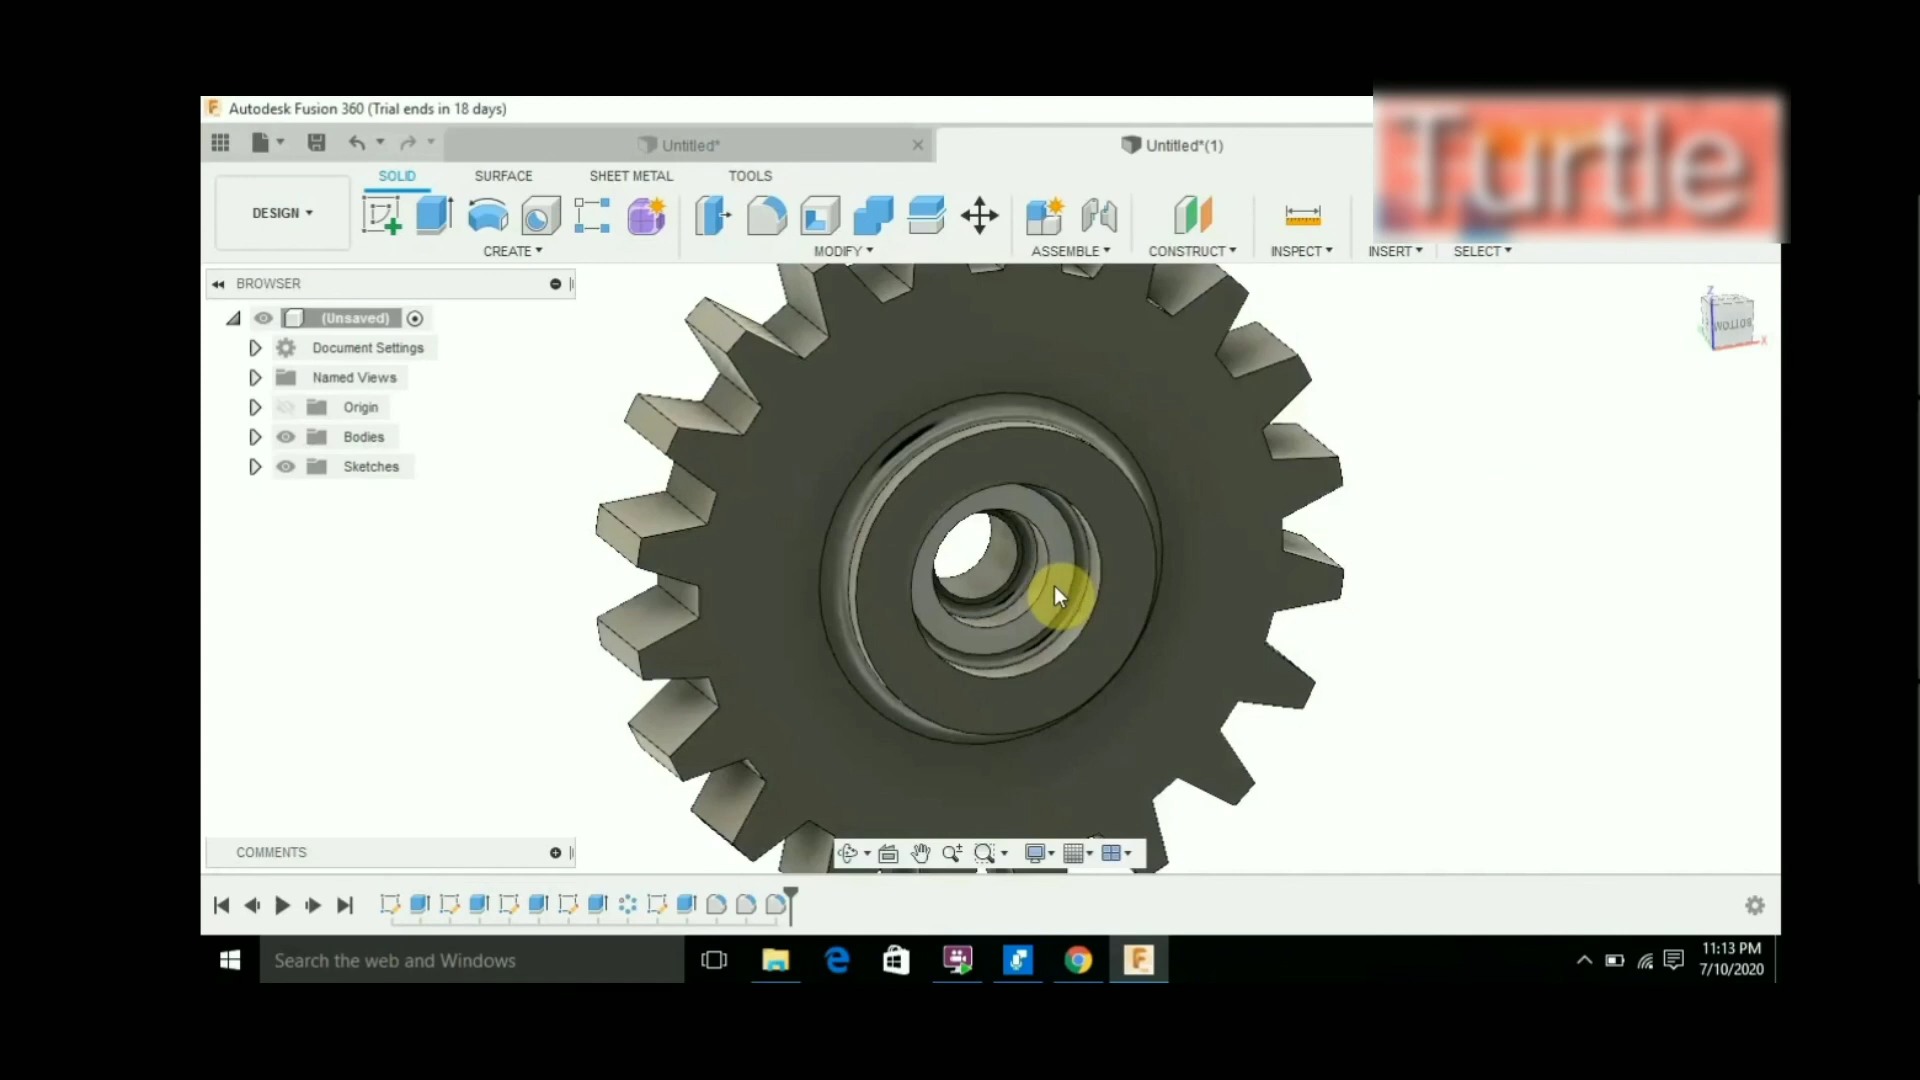 Autodesk Fusion 360 (Trial ends in 18 days)
Turtle
Untitled*
Untitled*(1)
SOLID
SURFACE
SHEET METAL
TOOLS
DESIGN
CREATE
MODIFY
ASSEMBLE
CONSTRUCT
INSPECT
INSERT
SELECT
BROWSER
(Unsaved)
Document Settings
Named Views
Origin
Bodies
Sketches
Z
BOTTOM
X
COMMENTS
Search the web and Windows
11:13 PM
7/10/2020